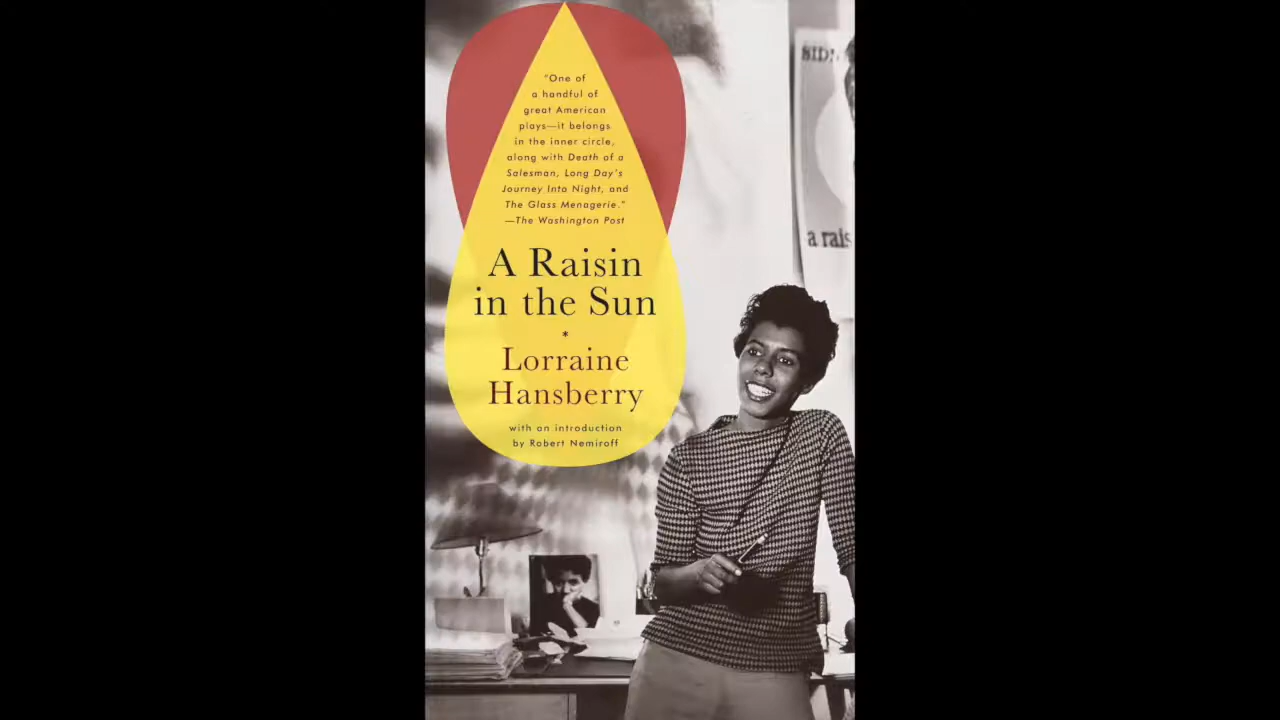 "One of
a handful of
great American
plays—it belongs
in the inner circle,
along with Death of a
Salesman, Long Day's
Journey Into Night, and
The Glass Menagerie."
—The Washington Post
A Raisin
in the Sun
*
Lorraine
Hansberry
with an introduction
by Robert Nemiroff
a rais